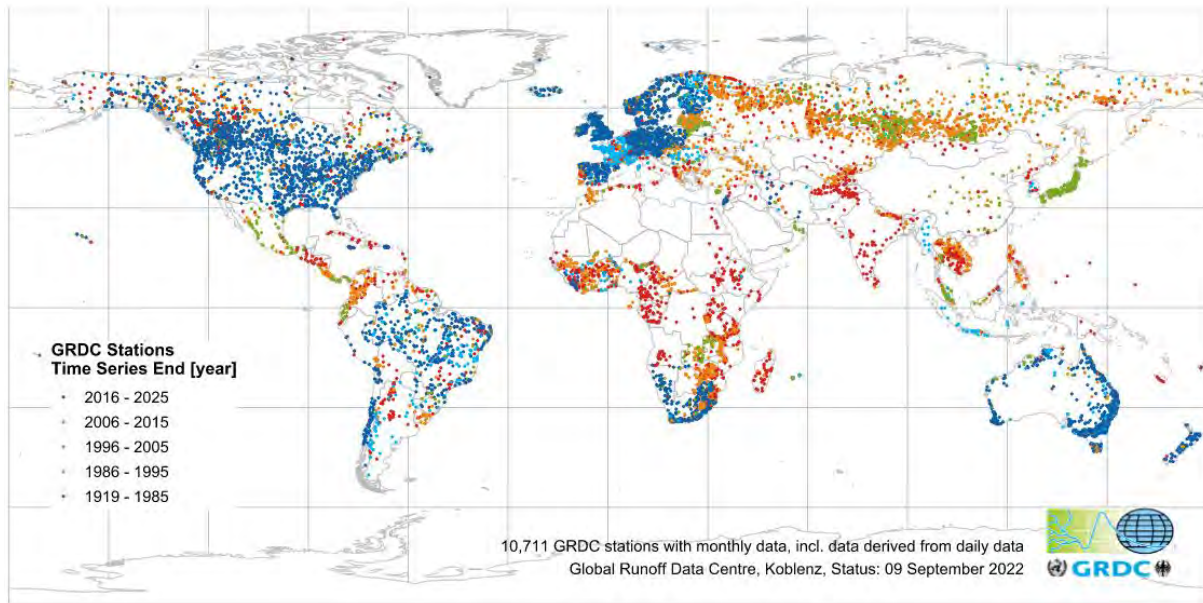 GRDC Stations
Time Series End [year]
2016 - 2025
2006 - 2015
1996 - 2005
1986 - 1995
1919 - 1985
10,711 GRDC stations with monthly data, incl. data derived from daily data
Global Runoff Data Centre, Koblenz, Status: 09 September 2022
GRDC